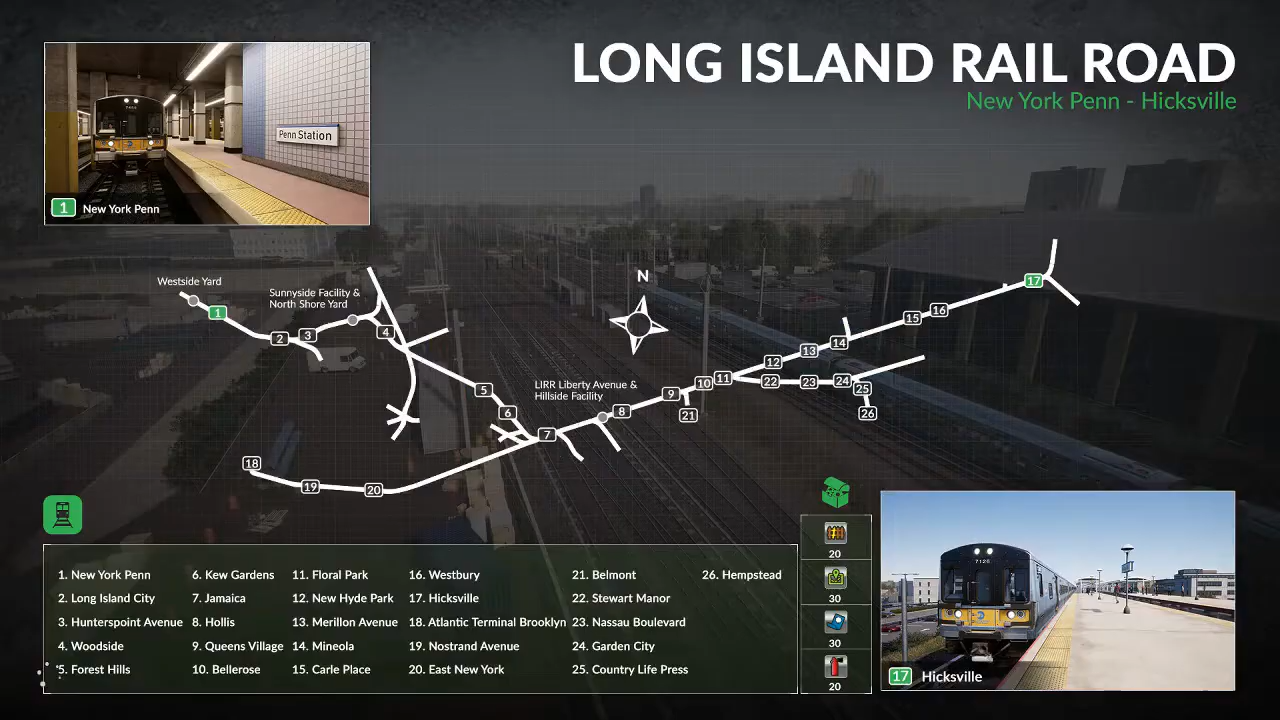 LONG ISLAND RAIL ROAD
New York Penn - Hicksville
7425
Penn Station
1 New York Penn
N
Westside Yard
Sunnyside Facility &
North Shore Yard
LIRR Liberty Avenue &
Hillside Facility
1
2
3
4
5
6
7
8
9
10
11
12
13
14
15
16
17
18
19
20
21
22
23
24
25
26
1. New York Penn
2. Long Island City
3. Hunterspoint Avenue
4. Woodside
5. Forest Hills
6. Kew Gardens
7. Jamaica
8. Hollis
9. Queens Village
10. Bellerose
11. Floral Park
12. New Hyde Park
13. Merillon Avenue
14. Mineola
15. Carle Place
16. Westbury
17. Hicksville
18. Atlantic Terminal Brooklyn
19. Nostrand Avenue
20. East New York
21. Belmont
22. Stewart Manor
23. Nassau Boulevard
24. Garden City
25. Country Life Press
26. Hempstead
20
30
30
20
7126
17 Hicksville